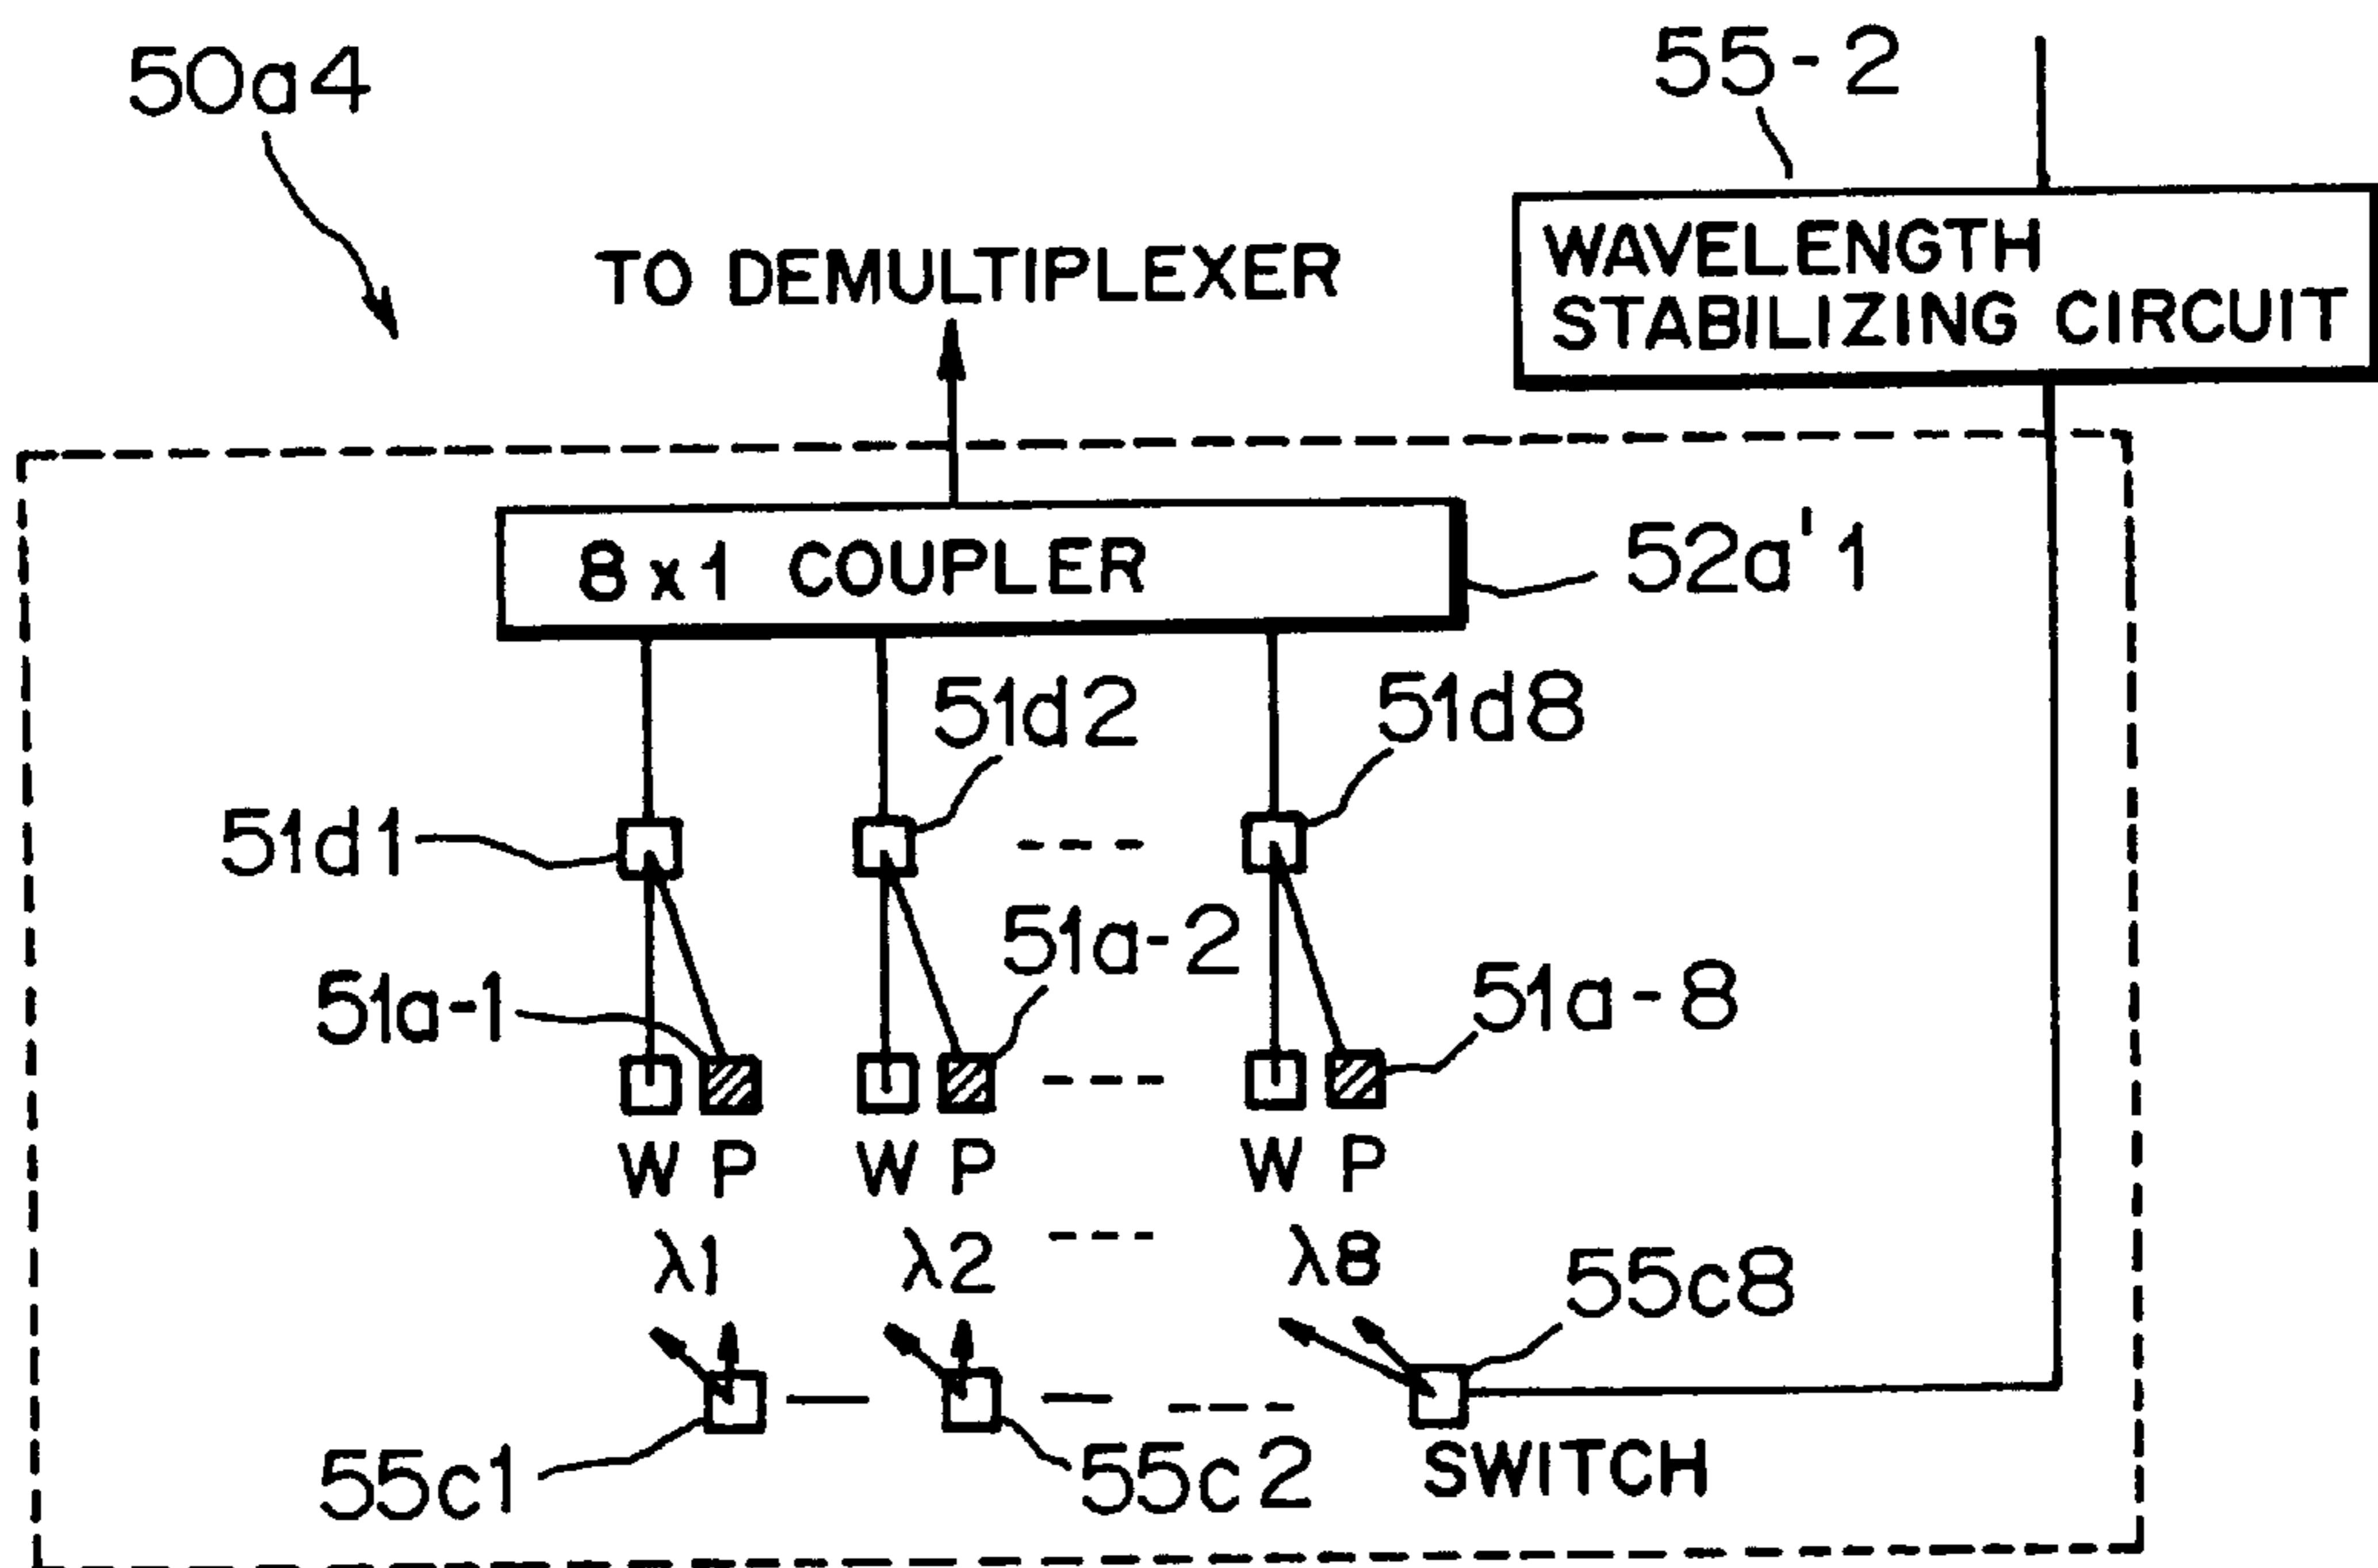 50a4
55-2
WAVELENGTH
STABILIZING CIRCUIT
TO DEMULTIPLEXER
8x1 COUPLER
52a'1
51d2
51d8
51d1
51a-2
51a-1
51a-8
W P W P W P
λ1 λ2 --- λ8
55c8
55c1
55c2
SWITCH